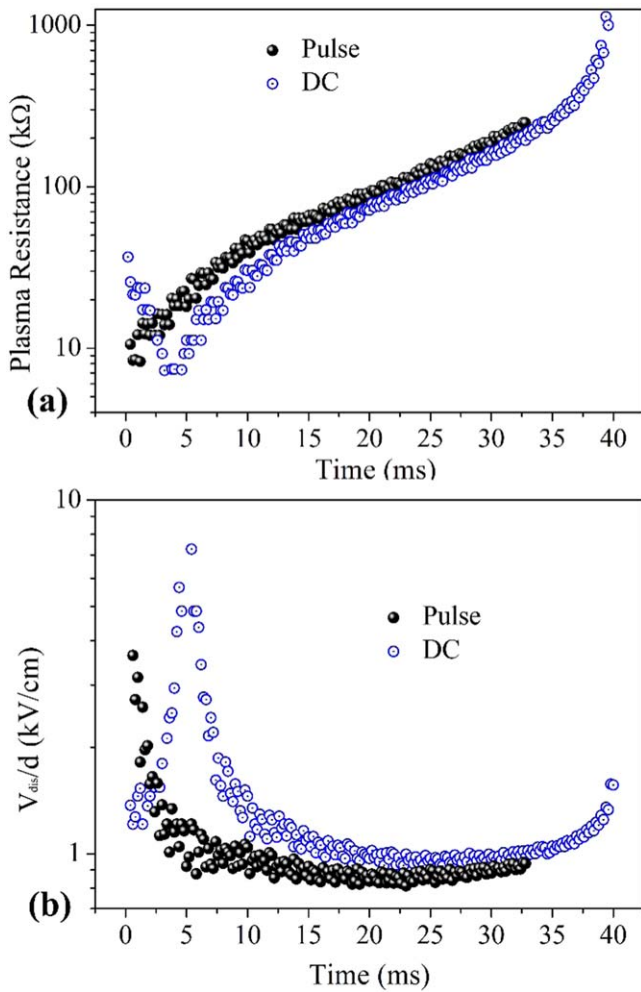 1000
100
10
Plasma Resistance (kΩ)
Pulse
DC
(a)
0 5 10 15 20 25 30 35 40
Time (ms)
10
1
V_dis/d (kV/cm)
Pulse
DC
(b)
0 5 10 15 20 25 30 35 40
Time (ms)